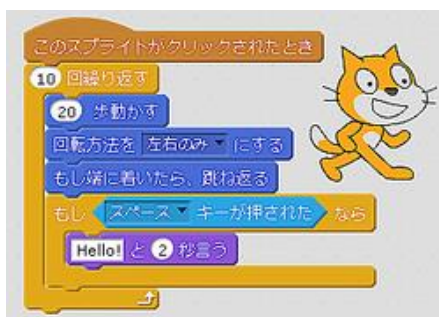 このスプライトがクリックされたとき
10 回繰り返す
20 歩動かす
回転方法を 左右のみ にする
もし端に着いたら、跳ね返る
もし スペース キーが押された なら
Hello! と 2 秒言う